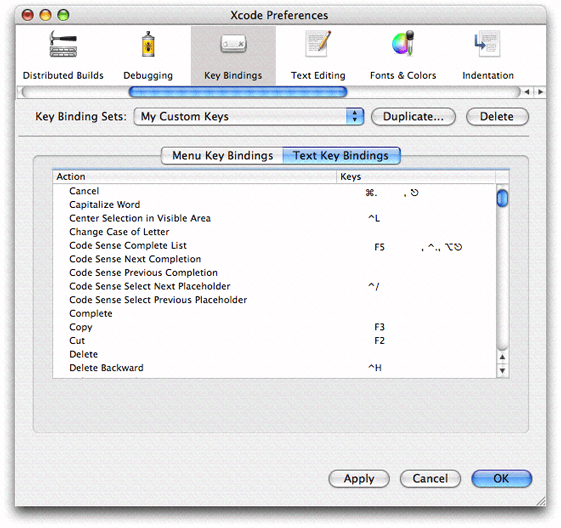 Xcode Preferences
Distributed Builds Debugging Key Bindings Text Editing Fonts & Colors Indentation
Key Binding Sets: My Custom Keys Duplicate... Delete
Menu Key Bindings Text Key Bindings
Action Keys
Cancel ⌘. , ⎋
Capitalize Word
Center Selection in Visible Area ^L
Change Case of Letter
Code Sense Complete List F5 , ^., ⌥⎋
Code Sense Next Completion
Code Sense Previous Completion
Code Sense Select Next Placeholder ^/
Code Sense Select Previous Placeholder
Complete
Copy F3
Cut F2
Delete
Delete Backward ^H
Apply Cancel OK